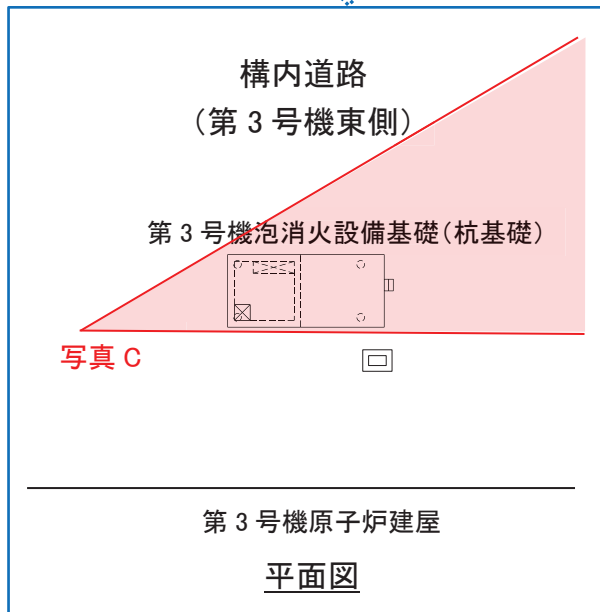 構内道路
（第３号機東側）
第３号機泡消火設備基礎（杭基礎）
写真 C
第３号機原子炉建屋
平面図